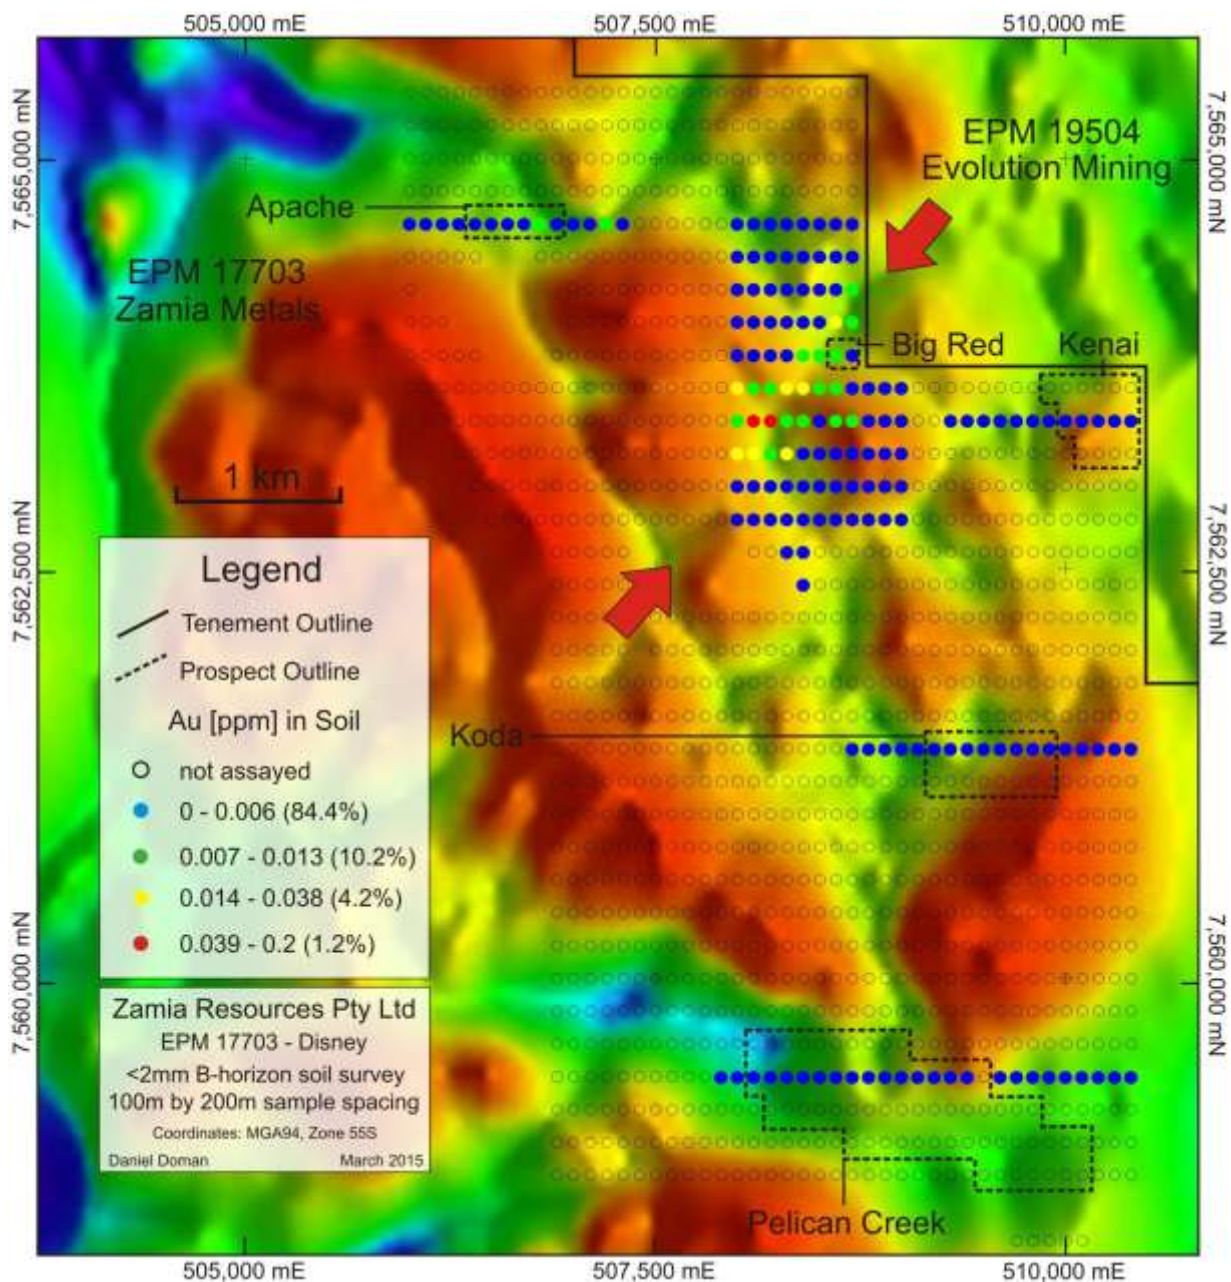 505,000 mE
507,500 mE
510,000 mE
7,565,000 mN
7,565,000 mN
EPM 19504
Evolution Mining
Apache
EPM 17703
Zamia Metals
Big Red
Kenai
1 km
7,562,500 mN
7,562,500 mN
Legend
Tenement Outline
Prospect Outline
Au [ppm] in Soil
not assayed
0 - 0.006 (84.4%)
0.007 - 0.013 (10.2%)
0.014 - 0.038 (4.2%)
0.039 - 0.2 (1.2%)
Koda
7,560,000 mN
7,560,000 mN
Zamia Resources Pty Ltd
EPM 17703 - Disney
<2mm B-horizon soil survey
100m by 200m sample spacing
Coordinates: MGA94, Zone 55S
Daniel Doman March 2015
Pelican Creek
505,000 mE
507,500 mE
510,000 mE